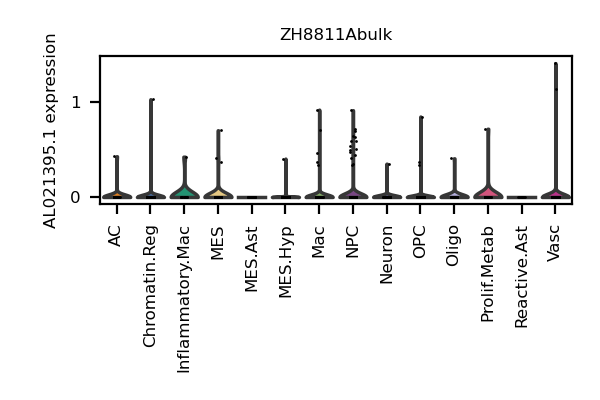 ZH8811Abulk
AL021395.1 expression
1
0
AC
Chromatin.Reg
Inflammatory.Mac
MES
MES.Ast
MES.Hyp
Mac
NPC
Neuron
OPC
Oligo
Prolif.Metab
Reactive.Ast
Vasc